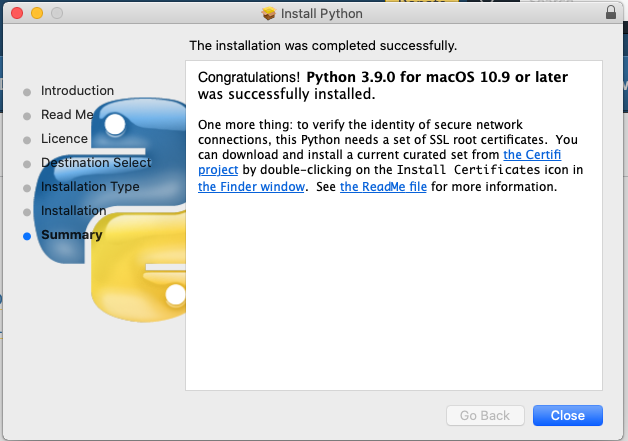 Install Python
The installation was completed successfully.
Introduction
Read Me
Licence
Destination Select
Installation Type
Installation
Summary
Congratulations! Python 3.9.0 for macOS 10.9 or later
was successfully installed.
One more thing: to verify the identity of secure network
connections, this Python needs a set of SSL root certificates. You
can download and install a current curated set from the Certifi
project by double-clicking on the Install Certificates icon in
the Finder window. See the ReadMe file for more information.
Go Back
Close